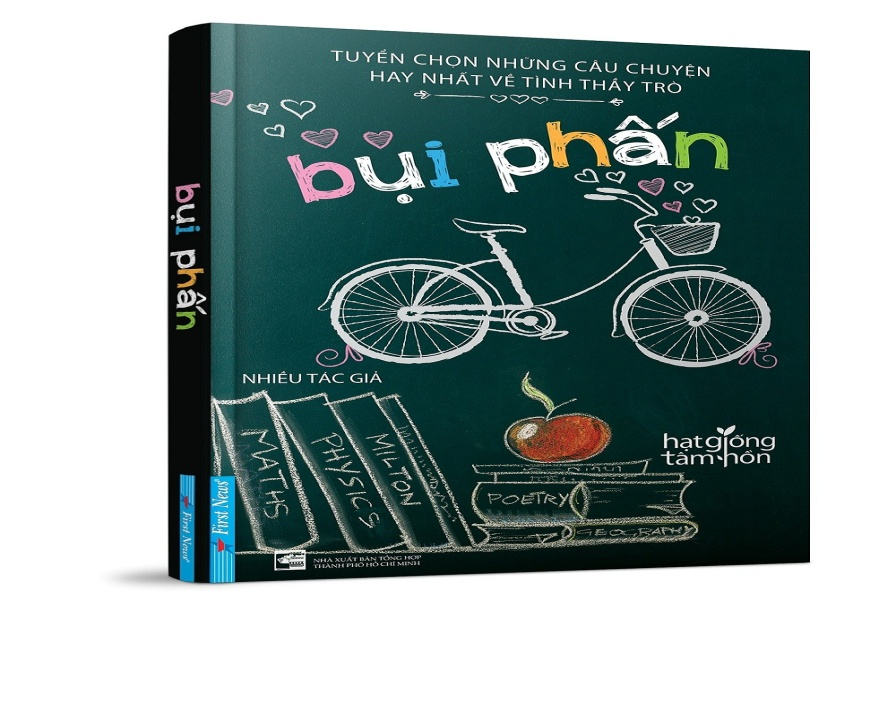 TUYỂN CHỌN NHỮNG CÂU CHUYỆN
HAY NHẤT VỀ TÌNH THẦY TRÒ
bụi phấn
bụi phấn
NHIỀU TÁC GIẢ
hạt giống
tâm hồn
MATHS
PHYSICS
MILTON
POETRY
GEOGRAPHY
First News
First News
NHÀ XUẤT BẢN TỔNG HỢP
THÀNH PHỐ HỒ CHÍ MINH